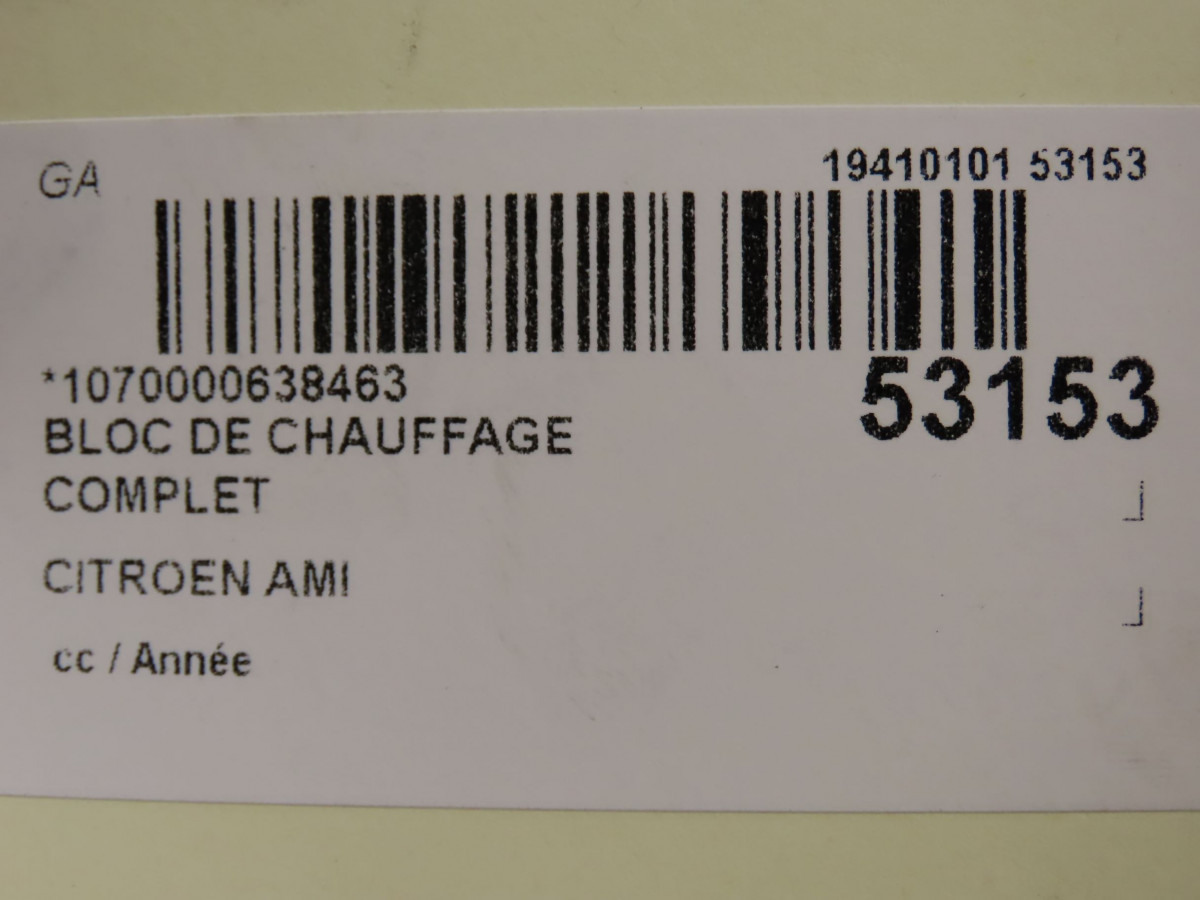 GA
19410101 53153
*1070000638463
53153
BLOC DE CHAUFFAGE
COMPLET
CITROEN AMI
cc / Année